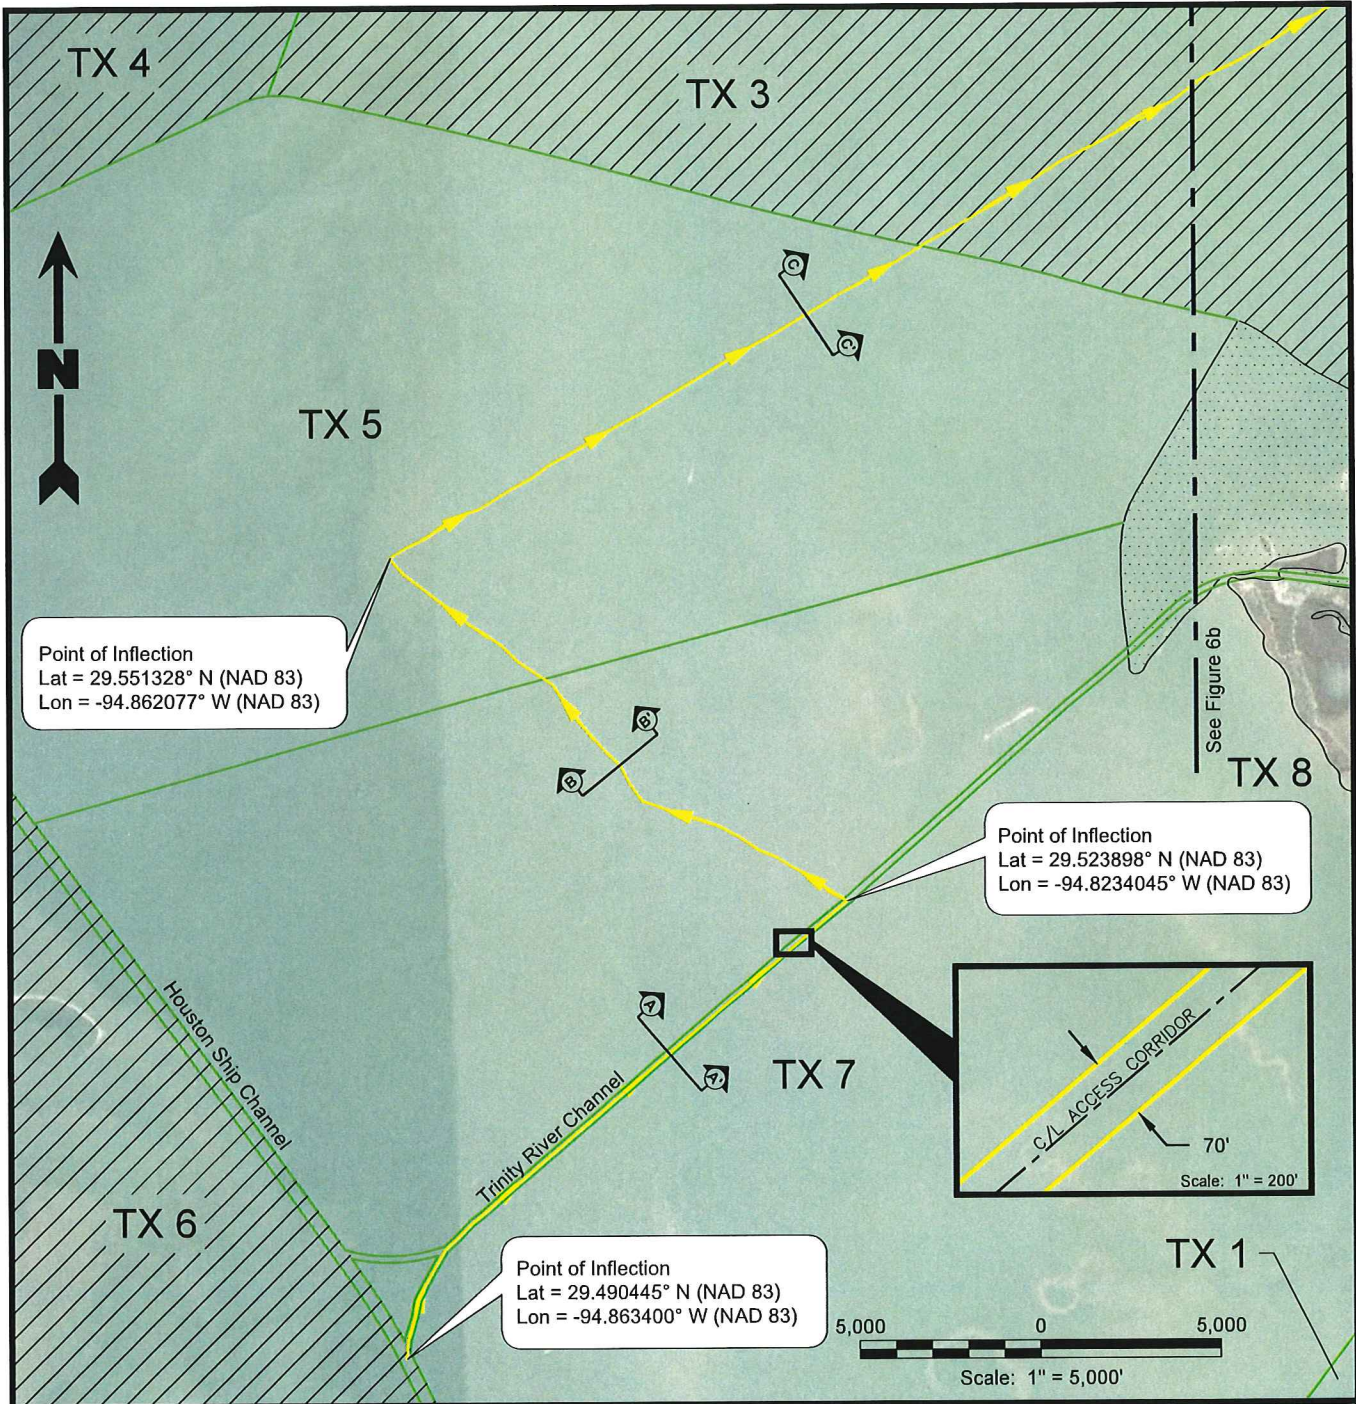 TX 4
TX 3
C
C'
N
TX 5
Point of Inflection
Lat = 29.551328° N (NAD 83)
Lon = -94.862077° W (NAD 83)
B'
B
See Figure 6b
TX 8
Point of Inflection
Lat = 29.523898° N (NAD 83)
Lon = -94.8234045° W (NAD 83)
Houston Ship Channel
A
A'
TX 7
Trinity River Channel
C/L ACCESS CORRIDOR
70'
Scale: 1" = 200'
TX 6
Point of Inflection
Lat = 29.490445° N (NAD 83)
Lon = -94.863400° W (NAD 83)
TX 1
5,000 0 5,000
Scale: 1" = 5,000'